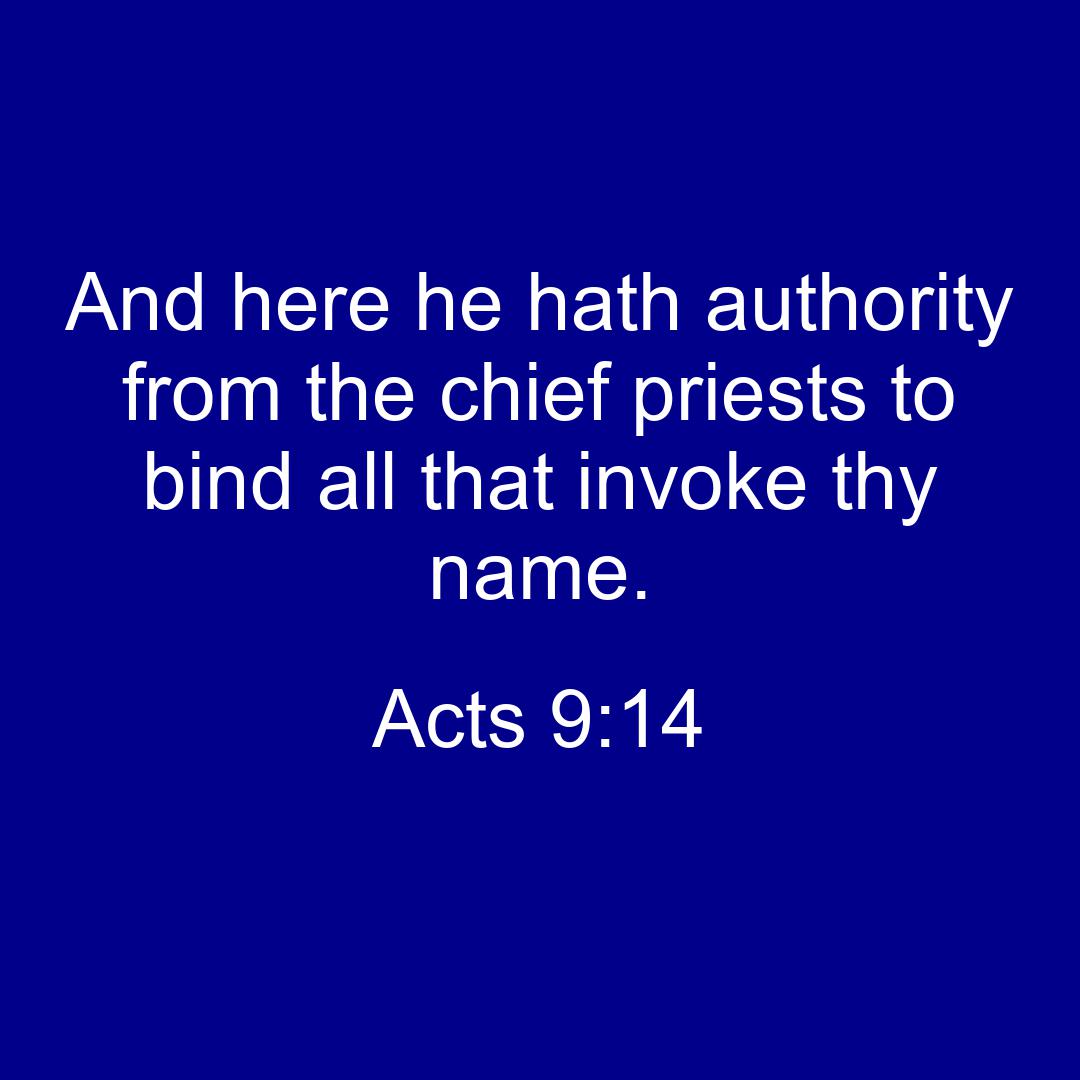 And here he hath authority
from the chief priests to
bind all that invoke thy
name.
Acts 9:14